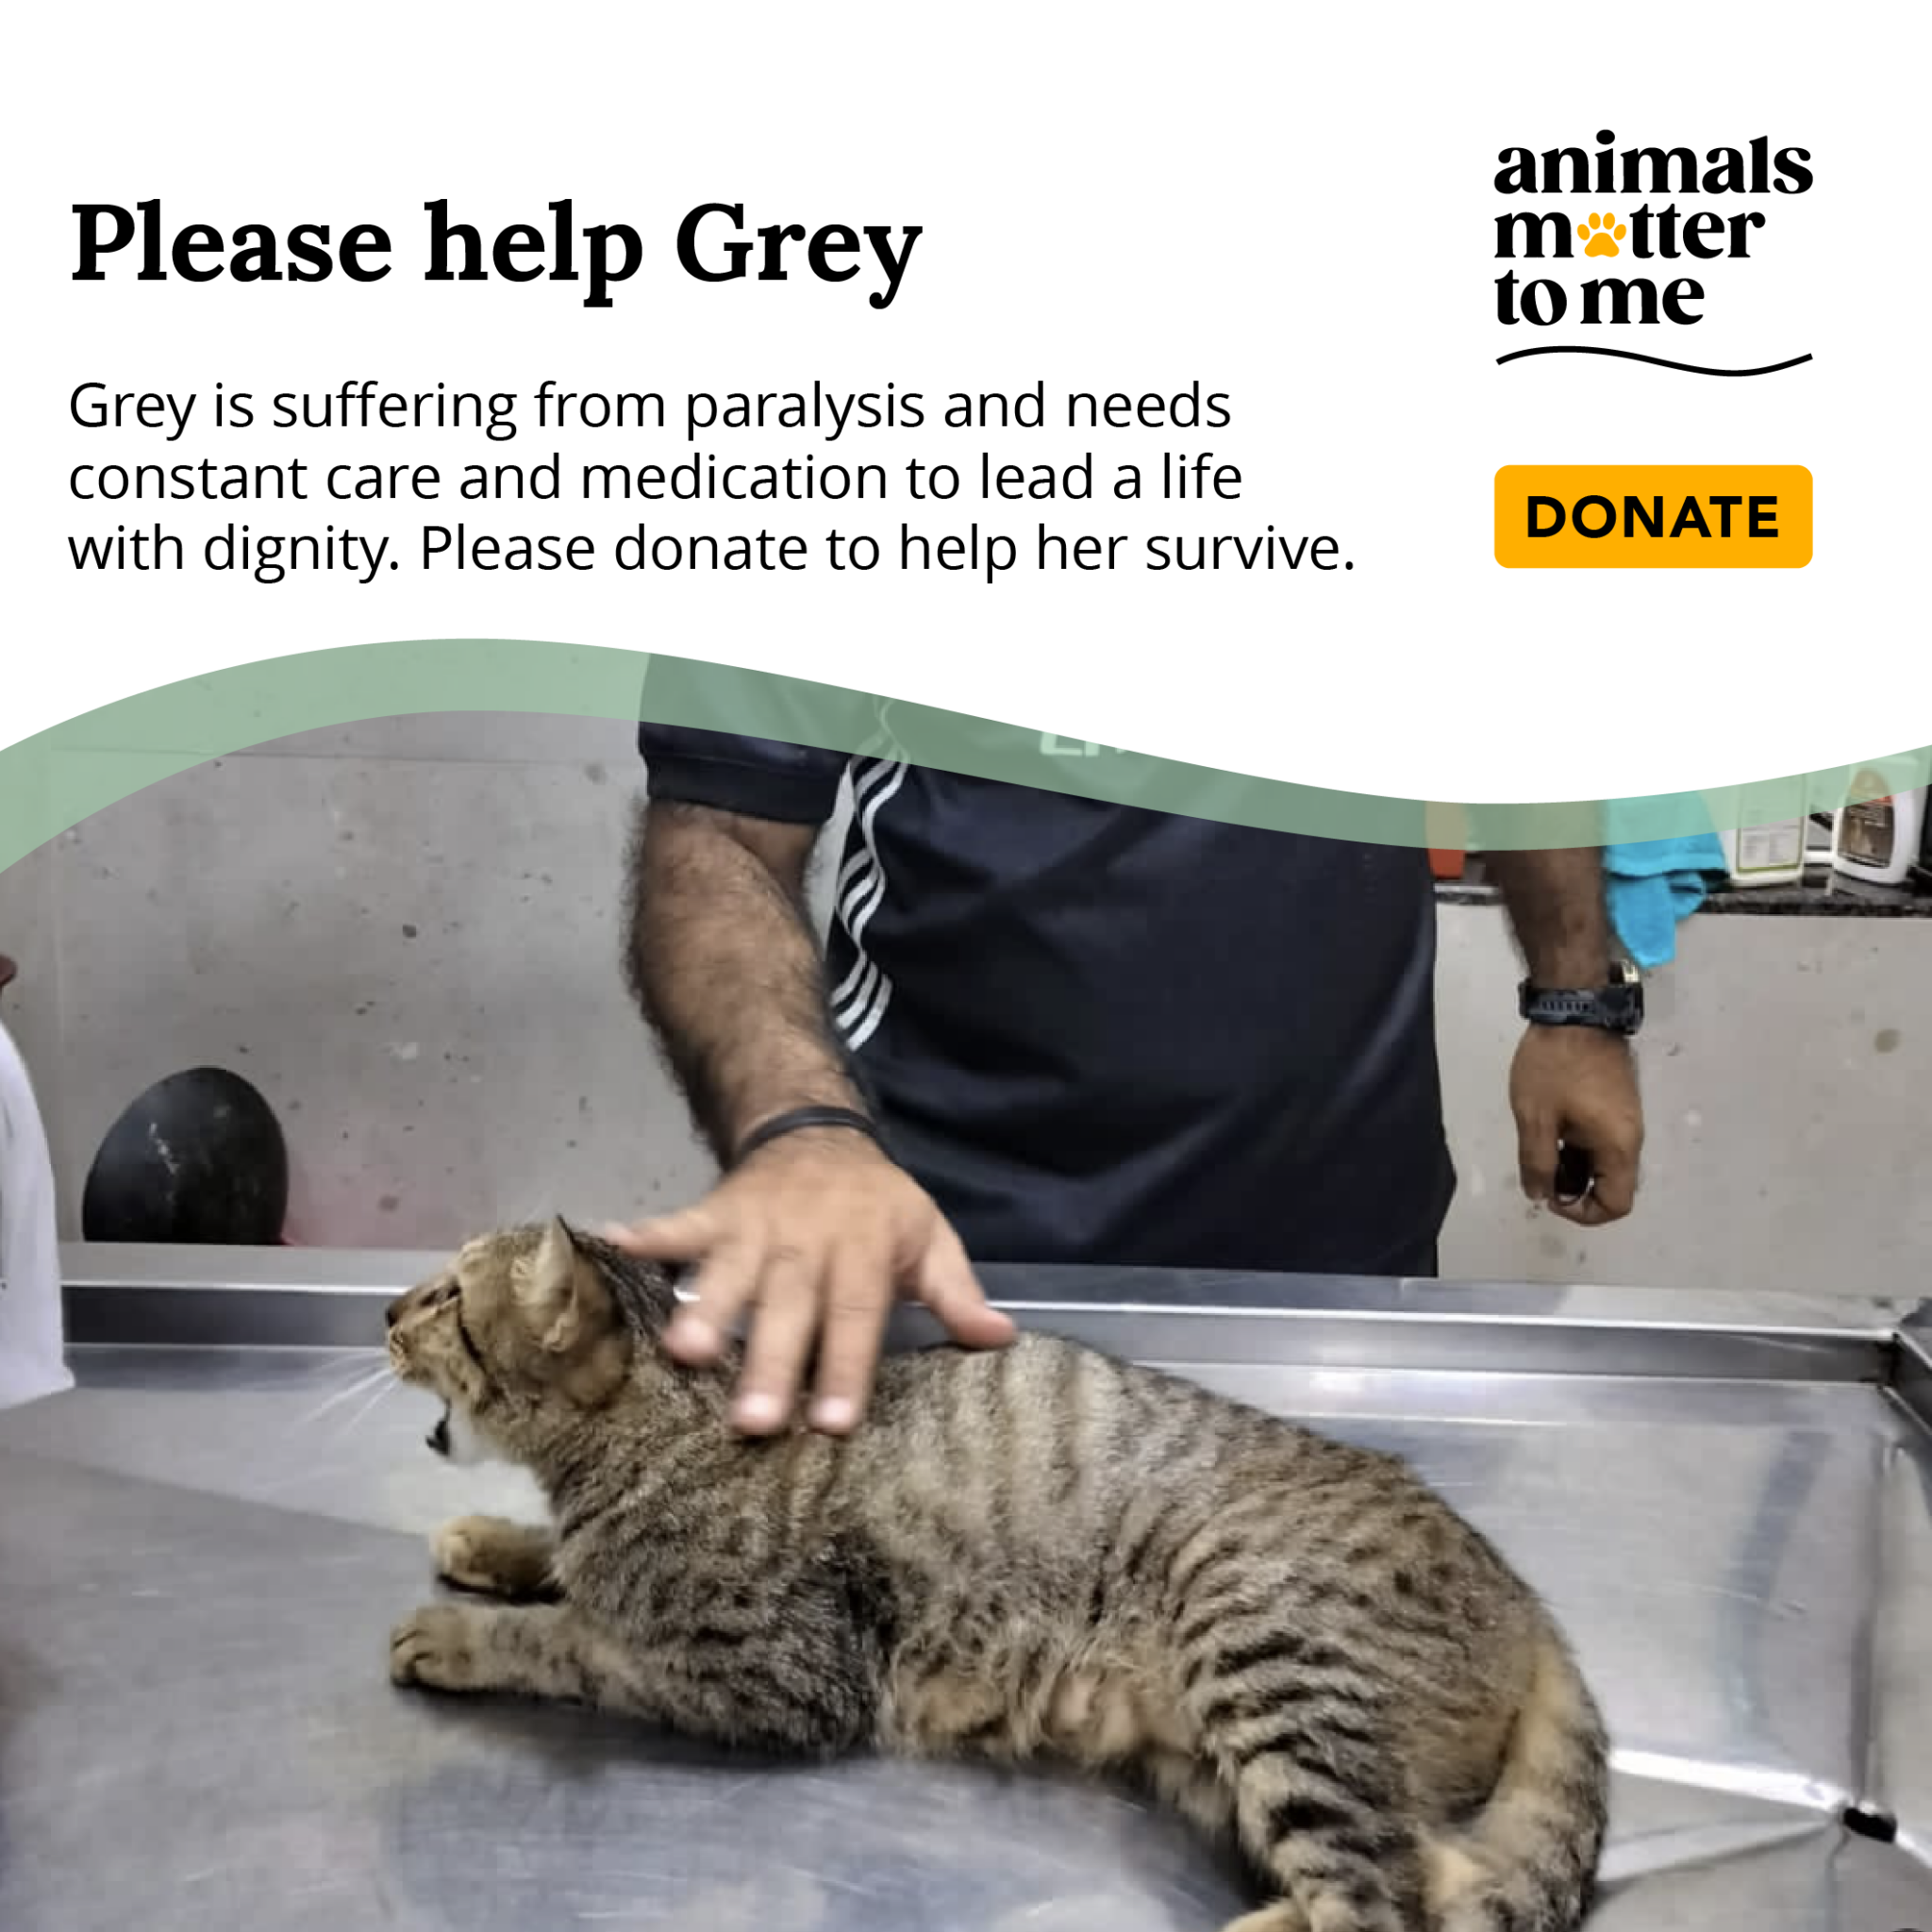 Please help Grey
Grey is suffering from paralysis and needs
constant care and medication to lead a life
with dignity. Please donate to help her survive.
animals
matter
to me
DONATE